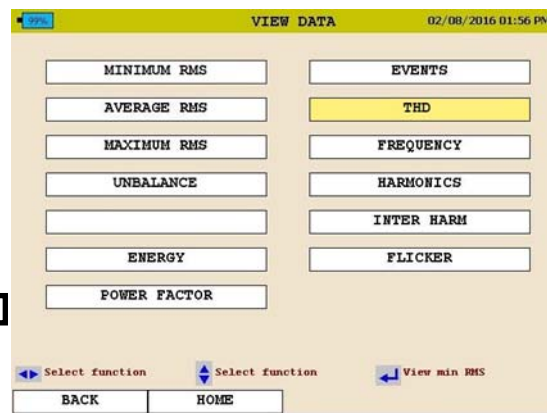 99%
VIEW DATA
02/08/2016 01:56 PM
MINIMUM RMS
EVENTS
AVERAGE RMS
THD
MAXIMUM RMS
FREQUENCY
UNBALANCE
HARMONICS
INTER HARM
ENERGY
FLICKER
POWER FACTOR
Select function
Select function
View min RMS
BACK
HOME